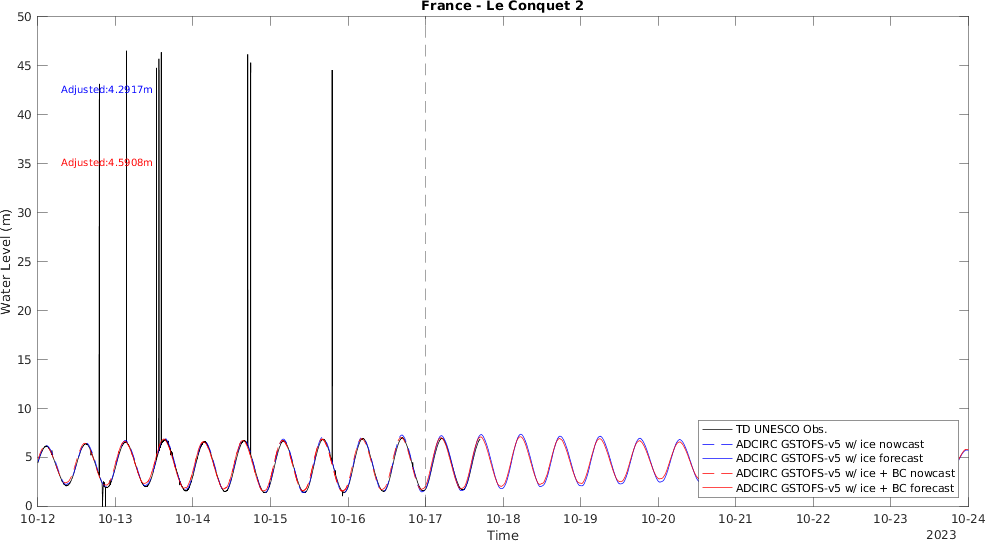 France - Le Conquet 2
50
45
40
35
30
25
20
15
10
5
0
Water Level (m)
Adjusted:4.2917m
Adjusted:4.5908m
TD UNESCO Obs.
ADCIRC GSTOFS-v5 w/ ice nowcast
ADCIRC GSTOFS-v5 w/ ice forecast
ADCIRC GSTOFS-v5 w/ ice + BC nowcast
ADCIRC GSTOFS-v5 w/ ice + BC forecast
10-12 10-13 10-14 10-15 10-16 10-17 10-18 10-19 10-20 10-21 10-22 10-23 10-24
Time
2023